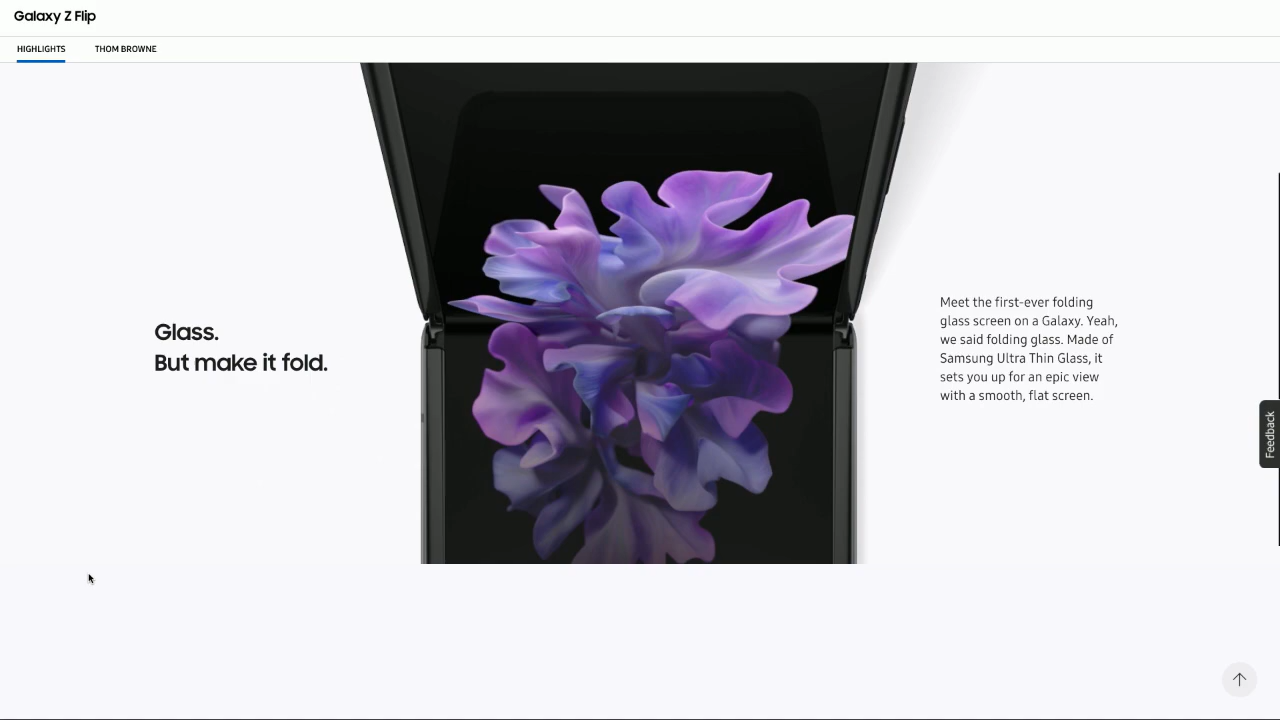 Galaxy Z Flip
HIGHLIGHTS
THOM BROWNE
Glass.
But make it fold.
Meet the first-ever folding
glass screen on a Galaxy. Yeah,
we said folding glass. Made of
Samsung Ultra Thin Glass, it
sets you up for an epic view
with a smooth, flat screen.
Feedback